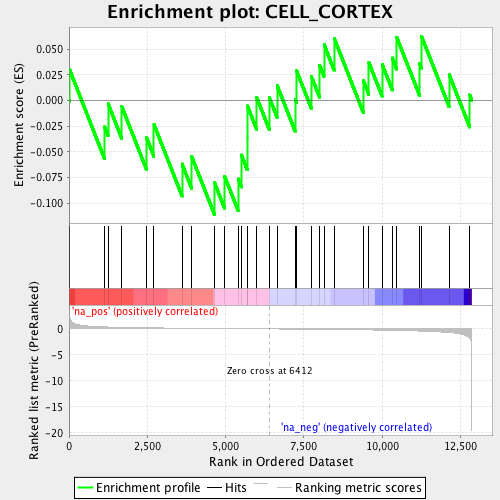 Enrichment plot: CELL_CORTEX
Enrichment score (ES)
0.050
0.025
0.000
-0.025
-0.050
-0.075
-0.100
'na_pos' (positively correlated)
Ranked list metric (PreRanked)
0
-5
-10
-15
-20
Zero cross at 6412
'na_neg' (negatively correlated)
0
2,500
5,000
7,500
10,000
12,500
Rank in Ordered Dataset
Enrichment profile
Hits
Ranking metric scores